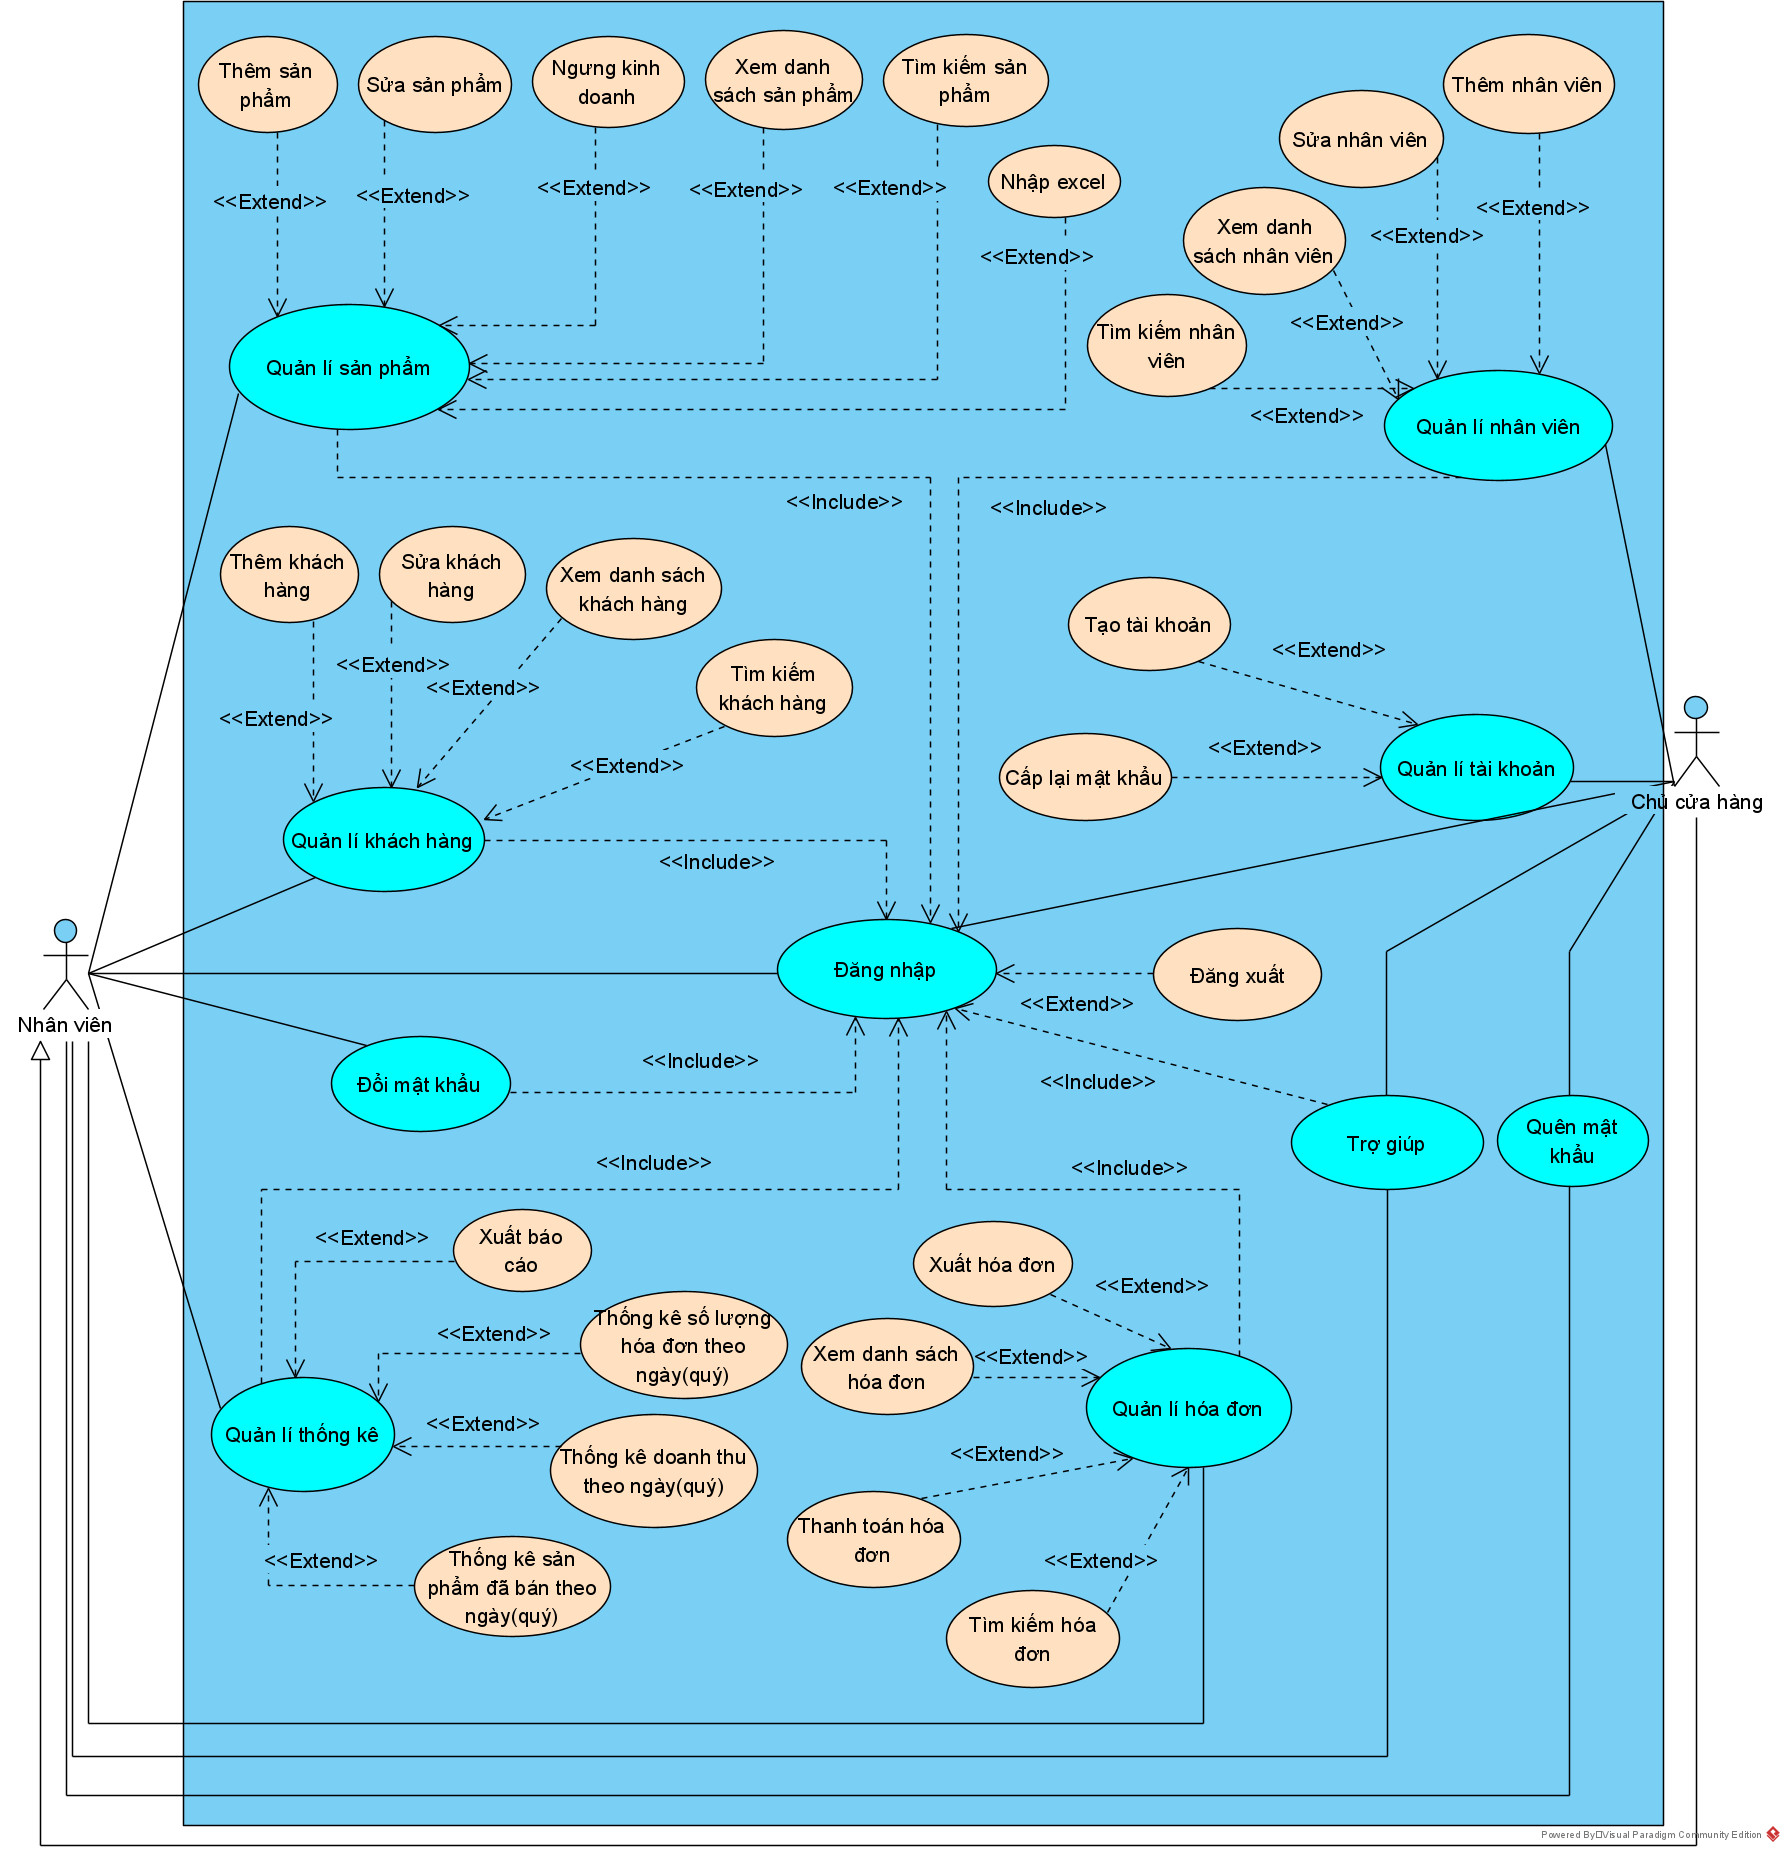 Thêm sản
phẩm
Sửa sản phẩm
Ngưng kinh
doanh
Xem danh
sách sản phẩm
Tìm kiếm sản
phẩm
Thêm nhân viên
Sửa nhân viên
Nhập excel
<<Extend>>
<<Extend>>
<<Extend>>
<<Extend>>
<<Extend>>
<<Extend>>
<<Extend>>
<<Extend>>
Xem danh
sách nhân viên
<<Extend>>
Tìm kiếm nhân
viên
<<Extend>>
Quản lí sản phẩm
Quản lí nhân viên
<<Include>>
<<Include>>
Thêm khách
hàng
Sửa khách
hàng
Xem danh sách
khách hàng
Tìm kiếm
khách hàng
<<Extend>>
<<Extend>>
<<Extend>>
<<Extend>>
Tạo tài khoản
<<Extend>>
Cấp lại mật khẩu
<<Extend>>
Quản lí tài khoản
Chủ cửa hàng
Quản lí khách hàng
<<Include>>
Đăng nhập
Đăng xuất
<<Extend>>
Nhân viên
Đổi mật khẩu
<<Include>>
<<Include>>
Trợ giúp
Quên mật
khẩu
<<Include>>
<<Include>>
<<Extend>>
Xuất báo
cáo
<<Extend>>
Thống kê số lượng
hóa đơn theo
ngày(quý)
Quản lí thống kê
<<Extend>>
Thống kê doanh thu
theo ngày(quý)
<<Extend>>
Thống kê sản
phẩm đã bán theo
ngày(quý)
Xuất hóa đơn
<<Extend>>
Xem danh sách
hóa đơn
<<Extend>>
Quản lí hóa đơn
<<Extend>>
Thanh toán hóa
đơn
<<Extend>>
Tìm kiếm hóa
đơn
Powered By□Visual Paradigm Community Edition